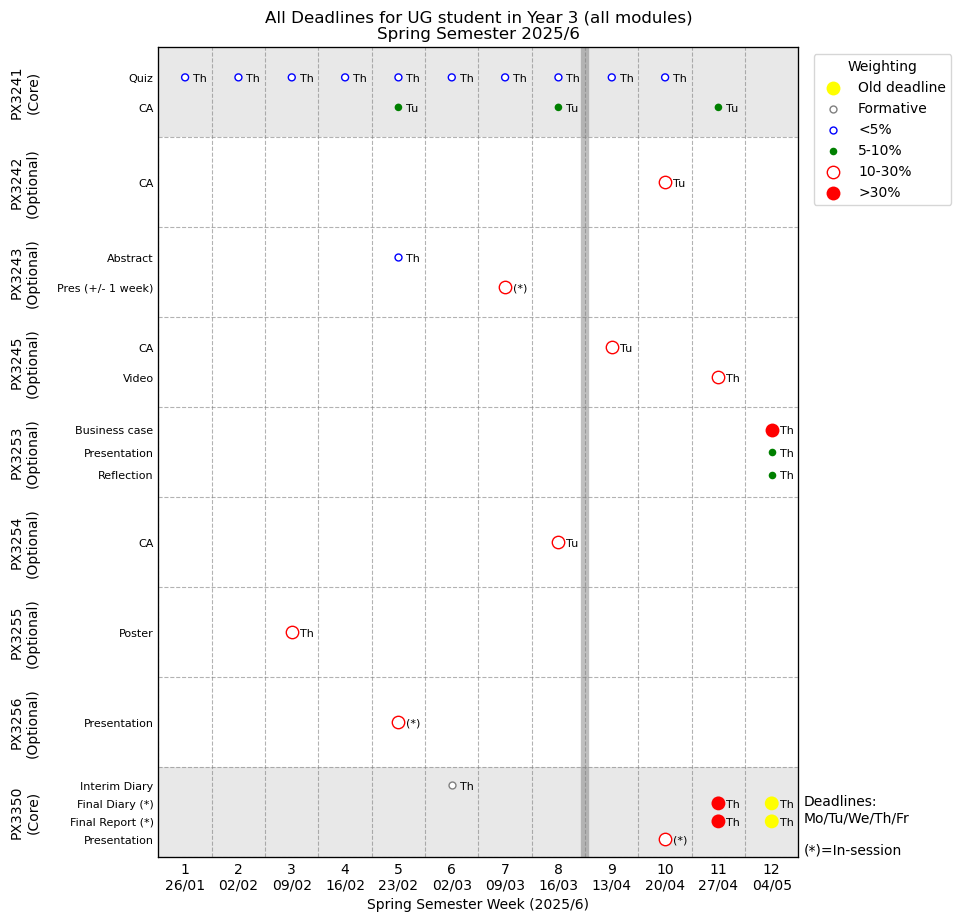 All Deadlines for UG student in Year 3 (all modules)
Spring Semester 2025/6
Weighting
Old deadline
Formative
<5%
5-10%
10-30%
>30%
PX3241
(Core)
Quiz Th Th Th Th Th Th Th Th Th Th
CA Tu Tu Tu
PX3242
(Optional)
CA Tu
PX3243
(Optional)
Abstract Th
Pres (+/- 1 week) (*)
PX3245
(Optional)
CA Tu
Video Th
PX3253
(Optional)
Business case Th
Presentation Th
Reflection Th
PX3254
(Optional)
CA Tu
PX3255
(Optional)
Poster Th
PX3256
(Optional)
Presentation (*)
PX3350
(Core)
Interim Diary Th
Final Diary (*) Th Th
Final Report (*) Th Th
Presentation (*)
Deadlines:
Mo/Tu/We/Th/Fr
(*)=In-session
1 2 3 4 5 6 7 8 9 10 11 12
26/01 02/02 09/02 16/02 23/02 02/03 09/03 16/03 13/04 20/04 27/04 04/05
Spring Semester Week (2025/6)